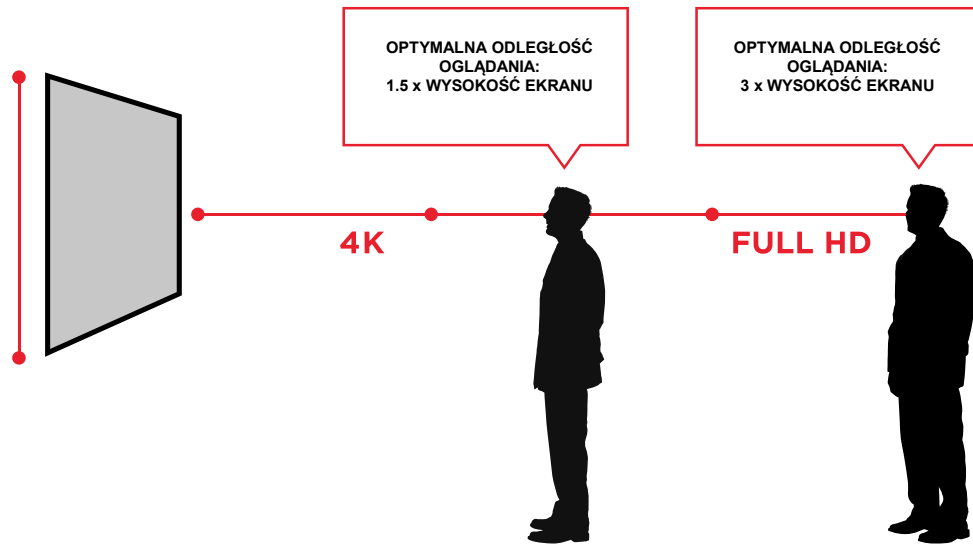 OPTYMALNA ODLEGŁOŚĆ
OGLĄDANIA:
1.5 x WYSOKOŚĆ EKRANU
OPTYMALNA ODLEGŁOŚĆ
OGLĄDANIA:
3 x WYSOKOŚĆ EKRANU
4K
FULL HD